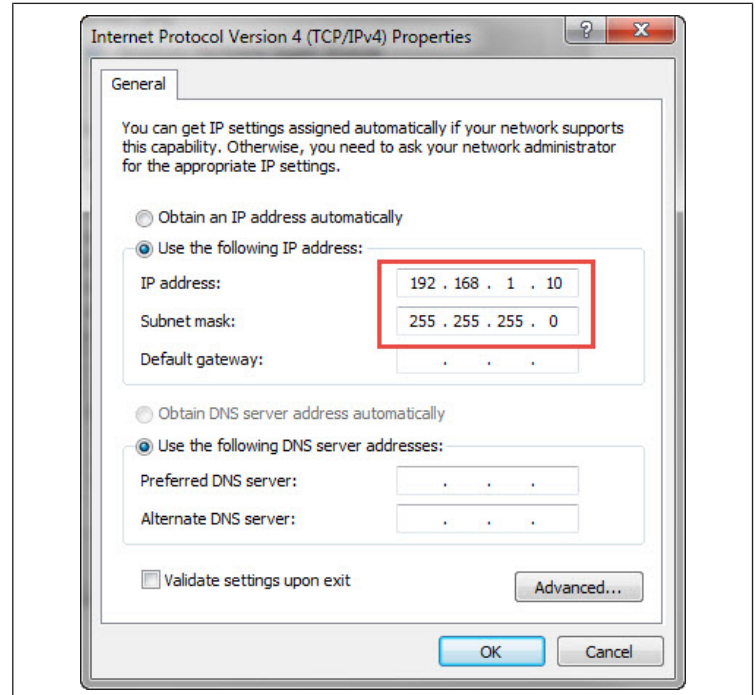 Internet Protocol Version 4 (TCP/IPv4) Properties
General
You can get IP settings assigned automatically if your network supports
this capability. Otherwise, you need to ask your network administrator
for the appropriate IP settings.
Obtain an IP address automatically
Use the following IP address:
IP address: 192 . 168 . 1 . 10
Subnet mask: 255 . 255 . 255 . 0
Default gateway: . . .
Obtain DNS server address automatically
Use the following DNS server addresses:
Preferred DNS server: . . .
Alternate DNS server: . . .
Validate settings upon exit
Advanced...
OK Cancel